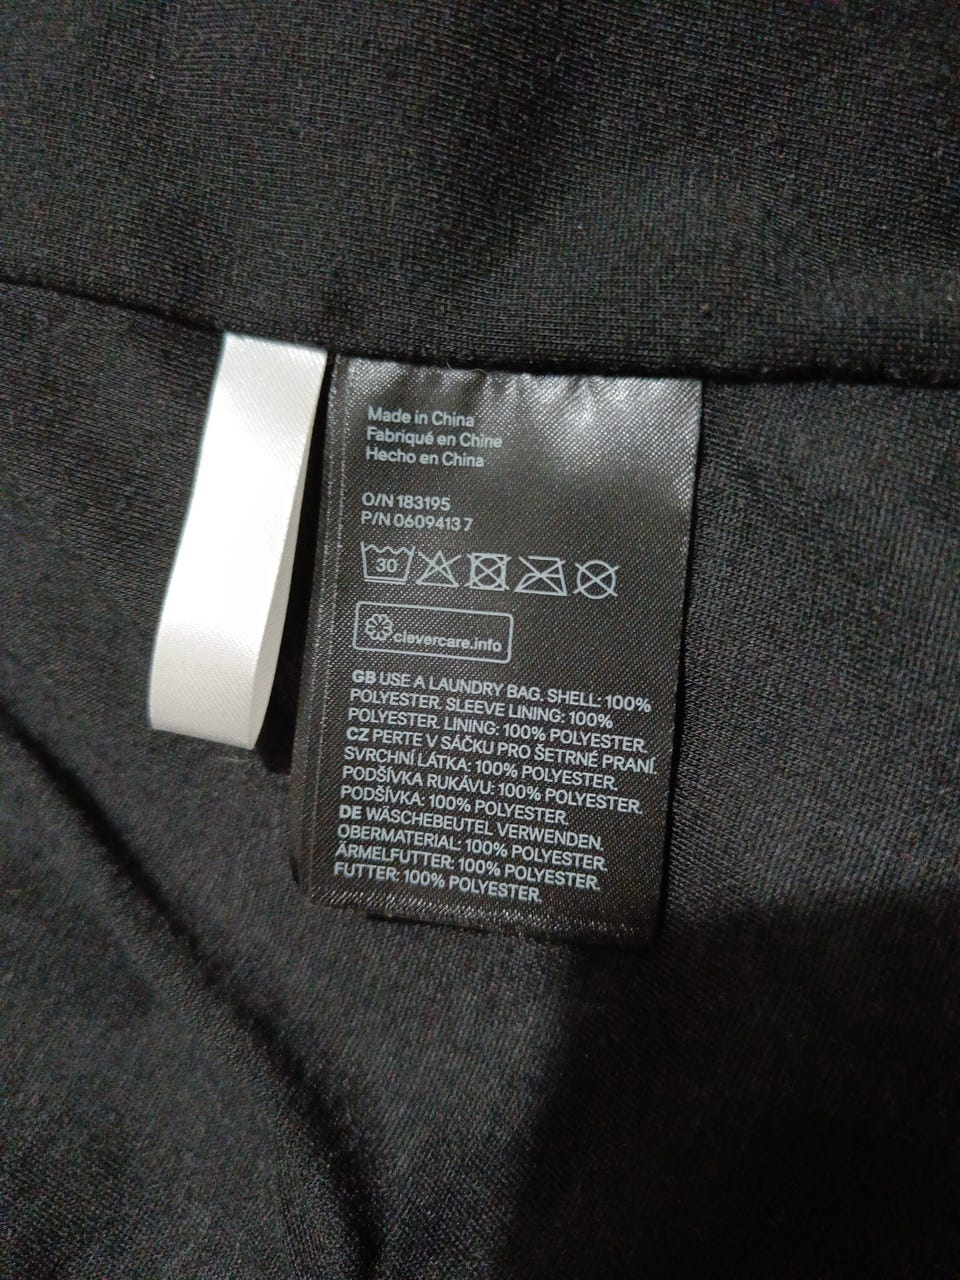 Made in China
Fabriqué en Chine
Hecho en China
O/N 183195
P/N 0609413 7
30
clevercare.info
GB USE A LAUNDRY BAG. SHELL: 100%
POLYESTER. SLEEVE LINING: 100%
POLYESTER. LINING: 100% POLYESTER.
CZ PERTE V SÁČKU PRO ŠETRNÉ PRANÍ.
SVRCHNÍ LÁTKA: 100% POLYESTER.
PODŠÍVKA RUKÁVU: 100% POLYESTER.
PODŠÍVKA: 100% POLYESTER.
DE WÄSCHEBEUTEL VERWENDEN.
OBERMATERIAL: 100% POLYESTER.
ÄRMELFUTTER: 100% POLYESTER.
FUTTER: 100% POLYESTER.